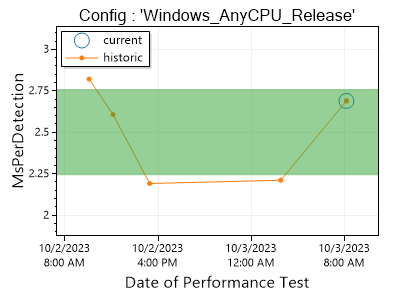 Config : 'Windows_AnyCPU_Release'
current
historic
MsPerDetection
3
2.75
2.5
2.25
2
10/2/2023 10/2/2023 10/3/2023 10/3/2023
8:00 AM 4:00 PM 12:00 AM 8:00 AM
Date of Performance Test